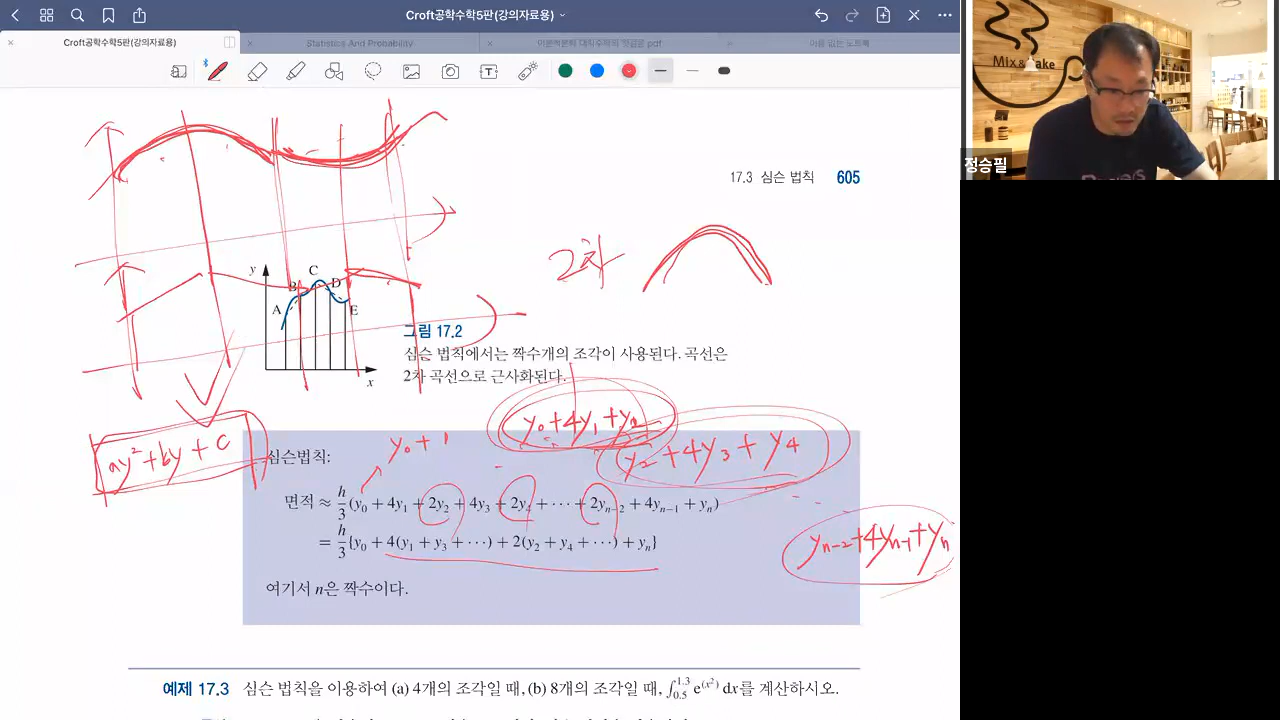 Croft공학수학5판(강의자료용)
Croft공학수학5판(강의자료용)
Statistics And Probability
이름 없는 노트북
Mix & Bake
정승필
17.3 심슨 법칙 605
2차
y
A
B
C
D
E
x
그림 17.2
심슨 법칙에서는 짝수개의 조각이 사용된다. 곡선은
2차 곡선으로 근사화된다.
y₀+4y₁+y₂
y₂+4y₃+y₄
y₀+
ay²+by+c
심슨법칙:
면적 ≈ h/3(y₀ + 4y₁ + 2y₂ + 4y₃ + 2y₄ + ⋯ + 2yₙ₋₂ + 4yₙ₋₁ + yₙ)
= h/3{y₀ + 4(y₁ + y₃ + ⋯) + 2(y₂ + y₄ + ⋯) + yₙ}
yₙ₋₂+4yₙ₋₁+yₙ
여기서 n은 짝수이다.
예제 17.3 심슨 법칙을 이용하여 (a) 4개의 조각일 때, (b) 8개의 조각일 때, ∫₀.₅¹·³ e^(x²) dx를 계산하시오.